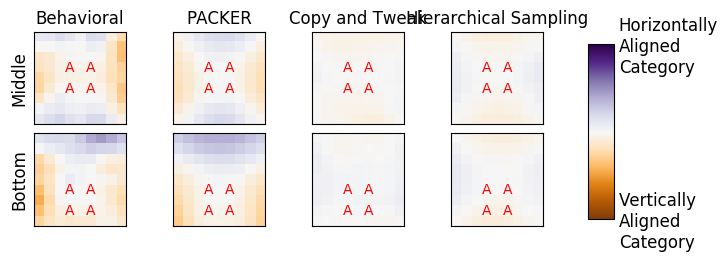 Behavioral PACKER Copy and Tweak Hierarchical Sampling
Middle
A A A A A A A A
A A A A A A A A
Bottom
A A A A A A A A
A A A A A A A A
Horizontally
Aligned
Category
Vertically
Aligned
Category